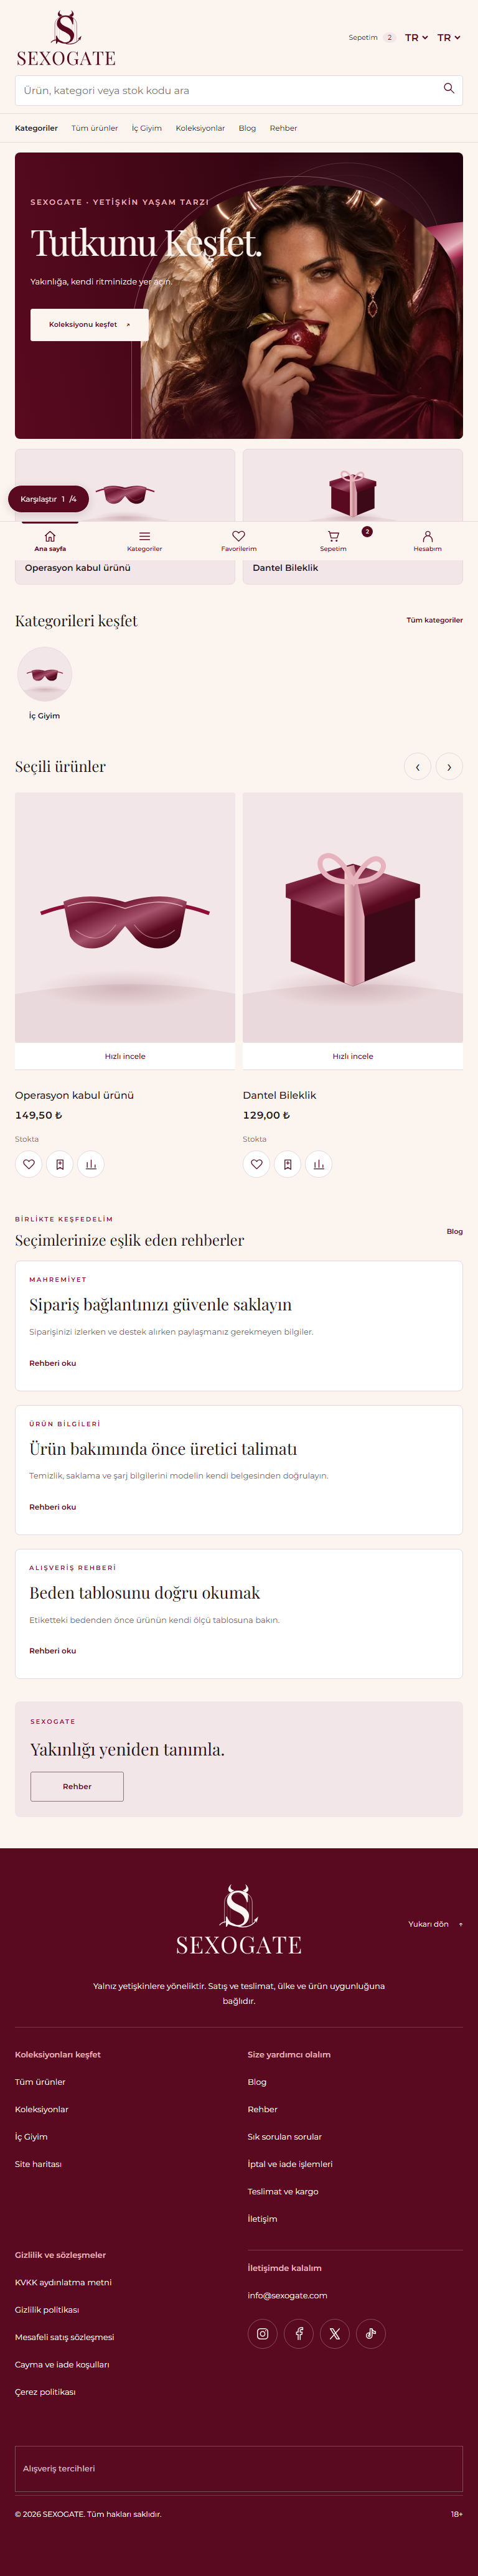 SEXOGATE
Sepetim 2 TR TR
Ürün, kategori veya stok kodu ara
Kategoriler Tüm ürünler İç Giyim Koleksiyonlar Blog Rehber
SEXOGATE · YETİŞKİN YAŞAM TARZI
Tutkunu Keşfet.
Yakınlığa, kendi ritminizde yer açın.
Koleksiyonu keşfet
Karşılaştır 1 /4
2
Ana sayfa Kategoriler Favorilerim Sepetim Hesabım
Operasyon kabul ürünü Dantel Bileklik
Kategorileri keşfet
Tüm kategoriler
İç Giyim
Seçili ürünler
Hızlı incele Hızlı incele
Operasyon kabul ürünü Dantel Bileklik
149,50 ₺ 129,00 ₺
Stokta Stokta
BİRLİKTE KEŞFEDELİM
Seçimlerinize eşlik eden rehberler
Blog
MAHREMİYET
Sipariş bağlantınızı güvenle saklayın
Siparişinizi izlerken ve destek alırken paylaşmanız gerekmeyen bilgiler.
Rehberi oku
ÜRÜN BİLGİLERİ
Ürün bakımında önce üretici talimatı
Temizlik, saklama ve şarj bilgilerini modelin kendi belgesinden doğrulayın.
Rehberi oku
ALIŞVERİŞ REHBERİ
Beden tablosunu doğru okumak
Etiketteki bedenden önce ürünün kendi ölçü tablosuna bakın.
Rehberi oku
SEXOGATE
Yakınlığı yeniden tanımla.
Rehber
SEXOGATE
Yukarı dön ↑
Yalnız yetişkinlere yöneliktir. Satış ve teslimat, ülke ve ürün uygunluğuna
bağlıdır.
Koleksiyonları keşfet
Tüm ürünler
Koleksiyonlar
İç Giyim
Site haritası
Size yardımcı olalım
Blog
Rehber
Sık sorulan sorular
İptal ve iade işlemleri
Teslimat ve kargo
İletişim
Gizlilik ve sözleşmeler
KVKK aydınlatma metni
Gizlilik politikası
Mesafeli satış sözleşmesi
Cayma ve iade koşulları
Çerez politikası
İletişimde kalalım
info@sexogate.com
Alışveriş tercihleri
© 2026 SEXOGATE. Tüm hakları saklıdır. 18+